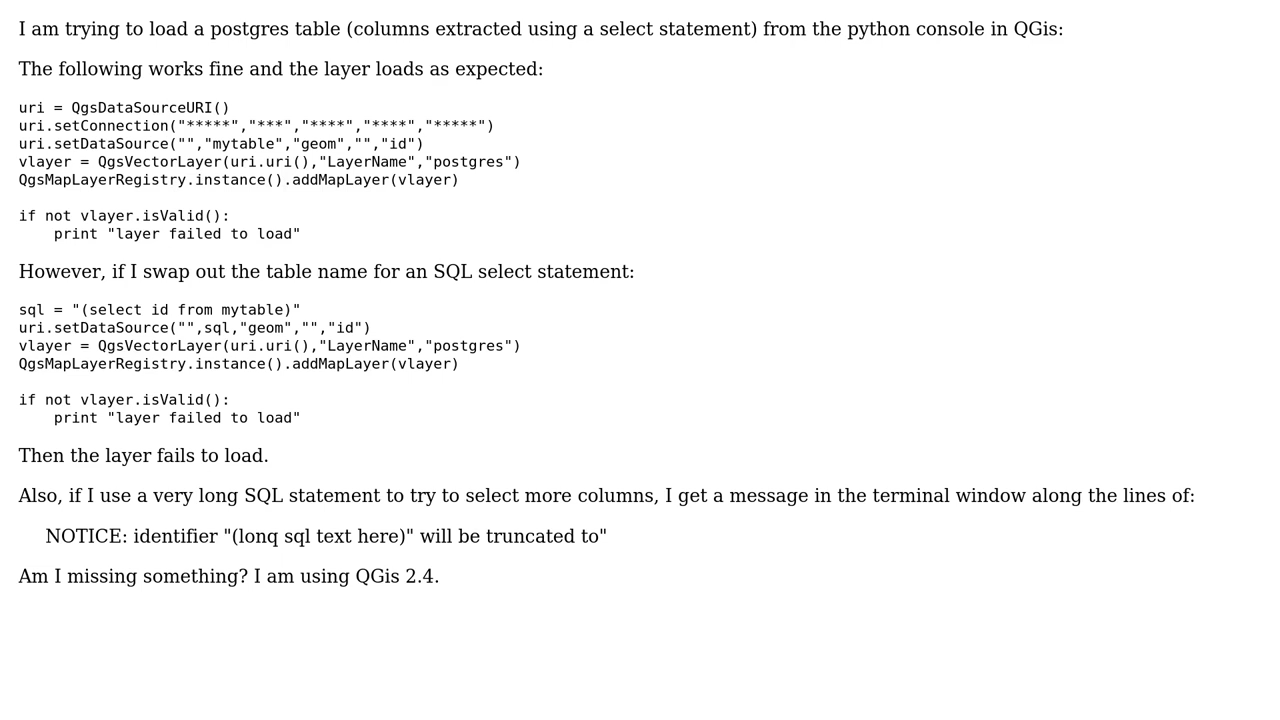 I am trying to load a postgres table (columns extracted using a select statement) from the python console in QGis:
The following works fine and the layer loads as expected:
uri = QgsDataSourceURI()
uri.setConnection("*****","***","****","****","*****")
uri.setDataSource("","mytable","geom","","id")
vlayer = QgsVectorLayer(uri.uri(),"LayerName","postgres")
QgsMapLayerRegistry.instance().addMapLayer(vlayer)
if not vlayer.isValid():
    print "layer failed to load"
However, if I swap out the table name for an SQL select statement:
sql = "(select id from mytable)"
uri.setDataSource("",sql,"geom","","id")
vlayer = QgsVectorLayer(uri.uri(),"LayerName","postgres")
QgsMapLayerRegistry.instance().addMapLayer(vlayer)
if not vlayer.isValid():
    print "layer failed to load"
Then the layer fails to load.
Also, if I use a very long SQL statement to try to select more columns, I get a message in the terminal window along the lines of:
NOTICE: identifier "(lonq sql text here)" will be truncated to"
Am I missing something? I am using QGis 2.4.